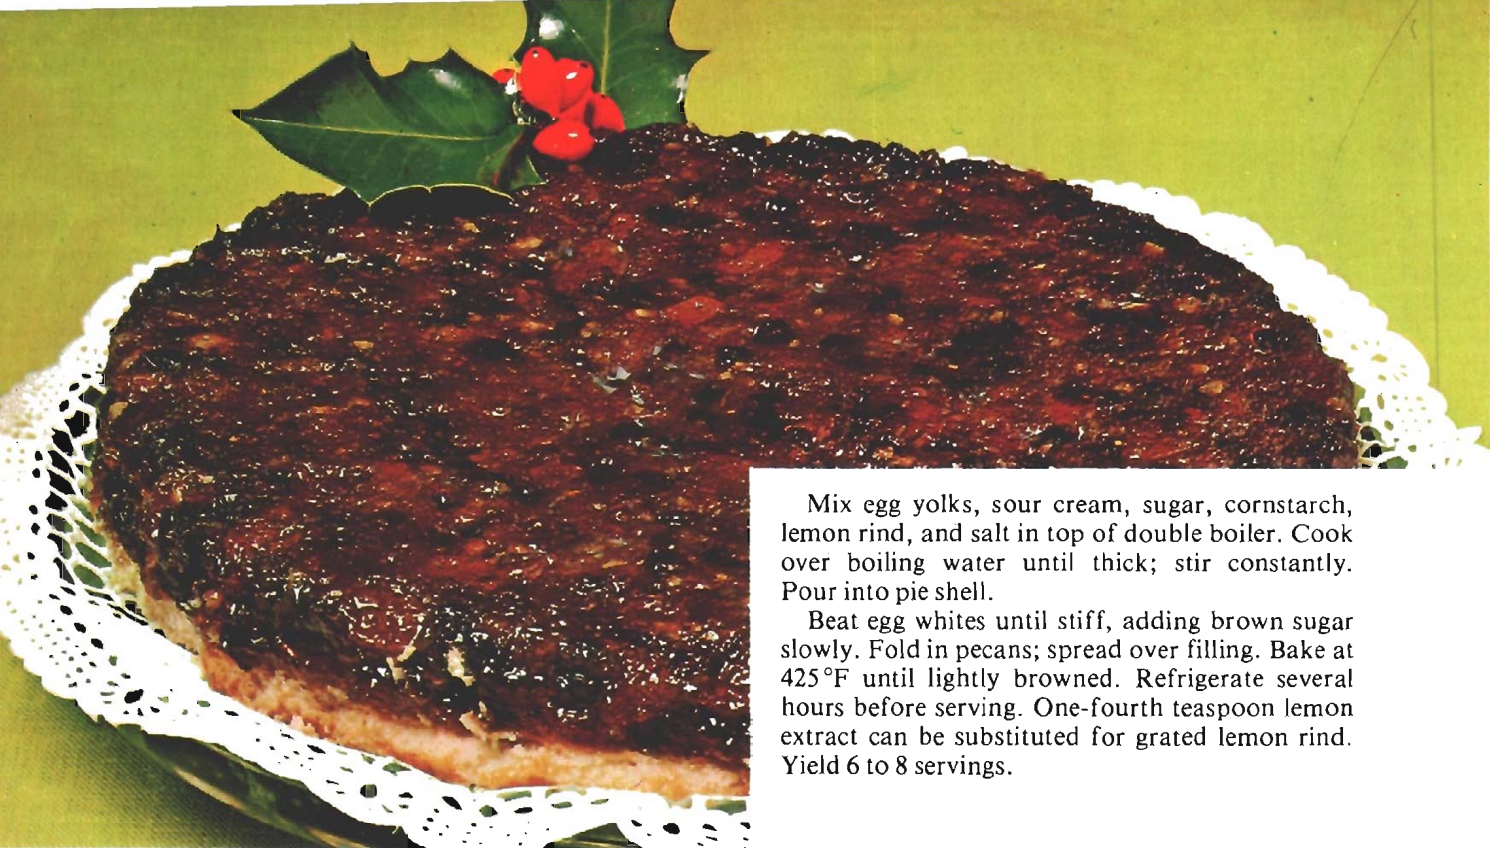 Mix egg yolks, sour cream, sugar, cornstarch,
lemon rind, and salt in top of double boiler. Cook
over boiling water until thick; stir constantly.
Pour into pie shell.
Beat egg whites until stiff, adding brown sugar
slowly. Fold in pecans; spread over filling. Bake at
425°F until lightly browned. Refrigerate several
hours before serving. One-fourth teaspoon lemon
extract can be substituted for grated lemon rind.
Yield 6 to 8 servings.